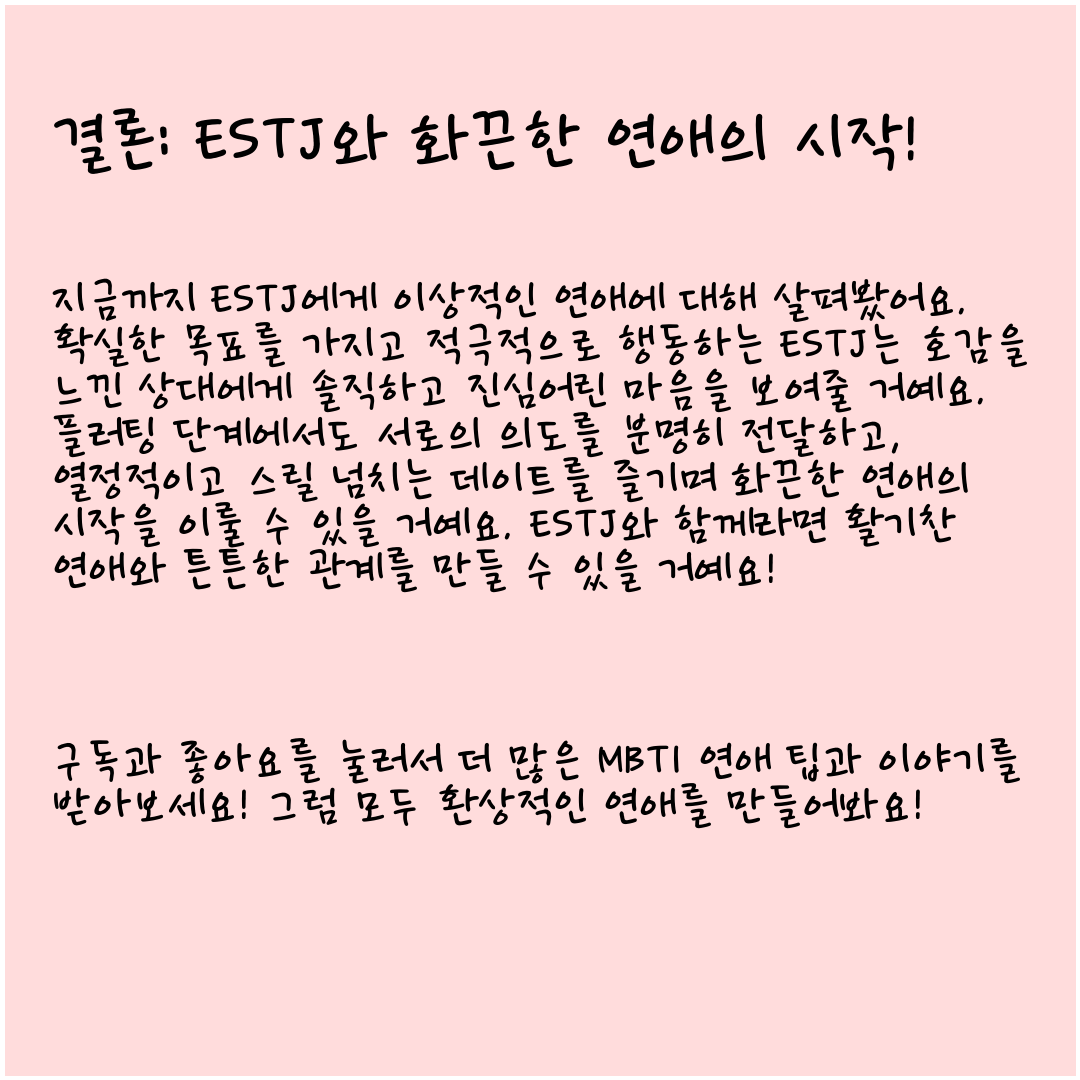 결론: ESTJ와 화끈한 연애의 시작!
지금까지 ESTJ에게 이상적인 연애에 대해 살펴봤어요.
확실한 목표를 가지고 적극적으로 행동하는 ESTJ는 호감을
느낀 상대에게 솔직하고 진심어린 마음을 보여줄 거예요.
플러팅 단계에서도 서로의 의도를 분명히 전달하고,
열정적이고 스릴 넘치는 데이트를 즐기며 화끈한 연애의
시작을 이룰 수 있을 거예요. ESTJ와 함께라면 활기찬
연애와 튼튼한 관계를 만들 수 있을 거예요!
구독과 좋아요를 눌러서 더 많은 MBTI 연애 팁과 이야기를
받아보세요! 그럼 모두 환상적인 연애를 만들어봐요!